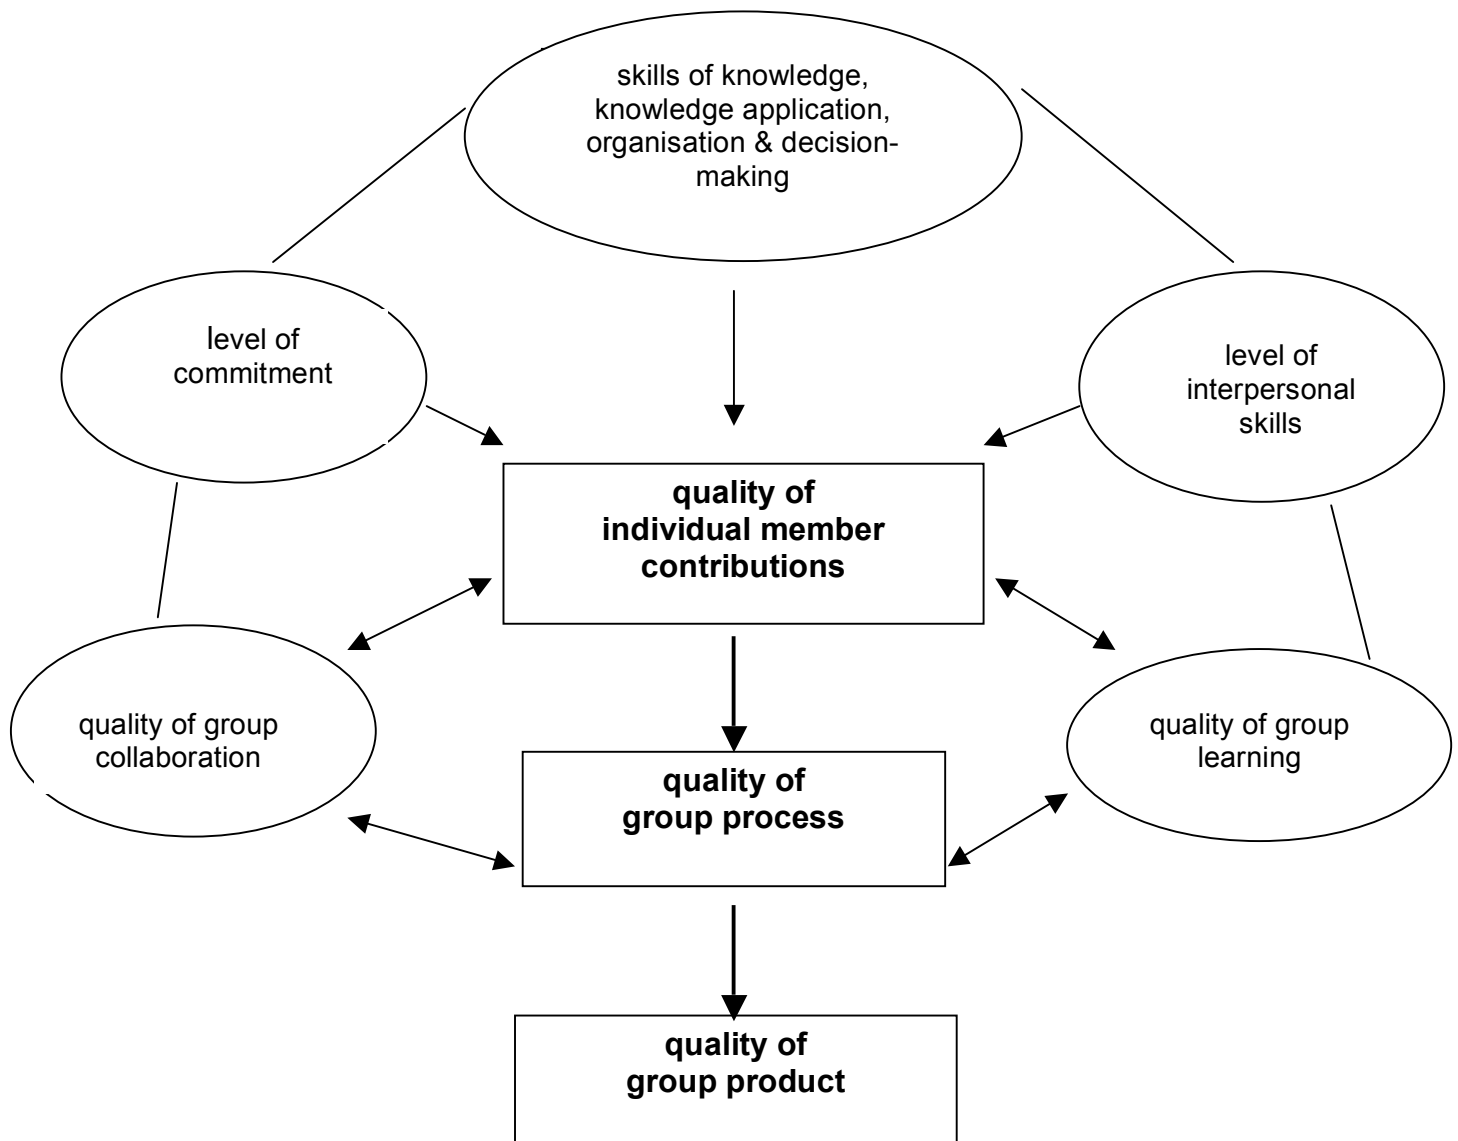 skills of knowledge,
knowledge application,
organisation & decision-
making
level of
commitment
level of
interpersonal
skills
quality of
individual member
contributions
quality of group
collaboration
quality of group
learning
quality of
group process
quality of
group product